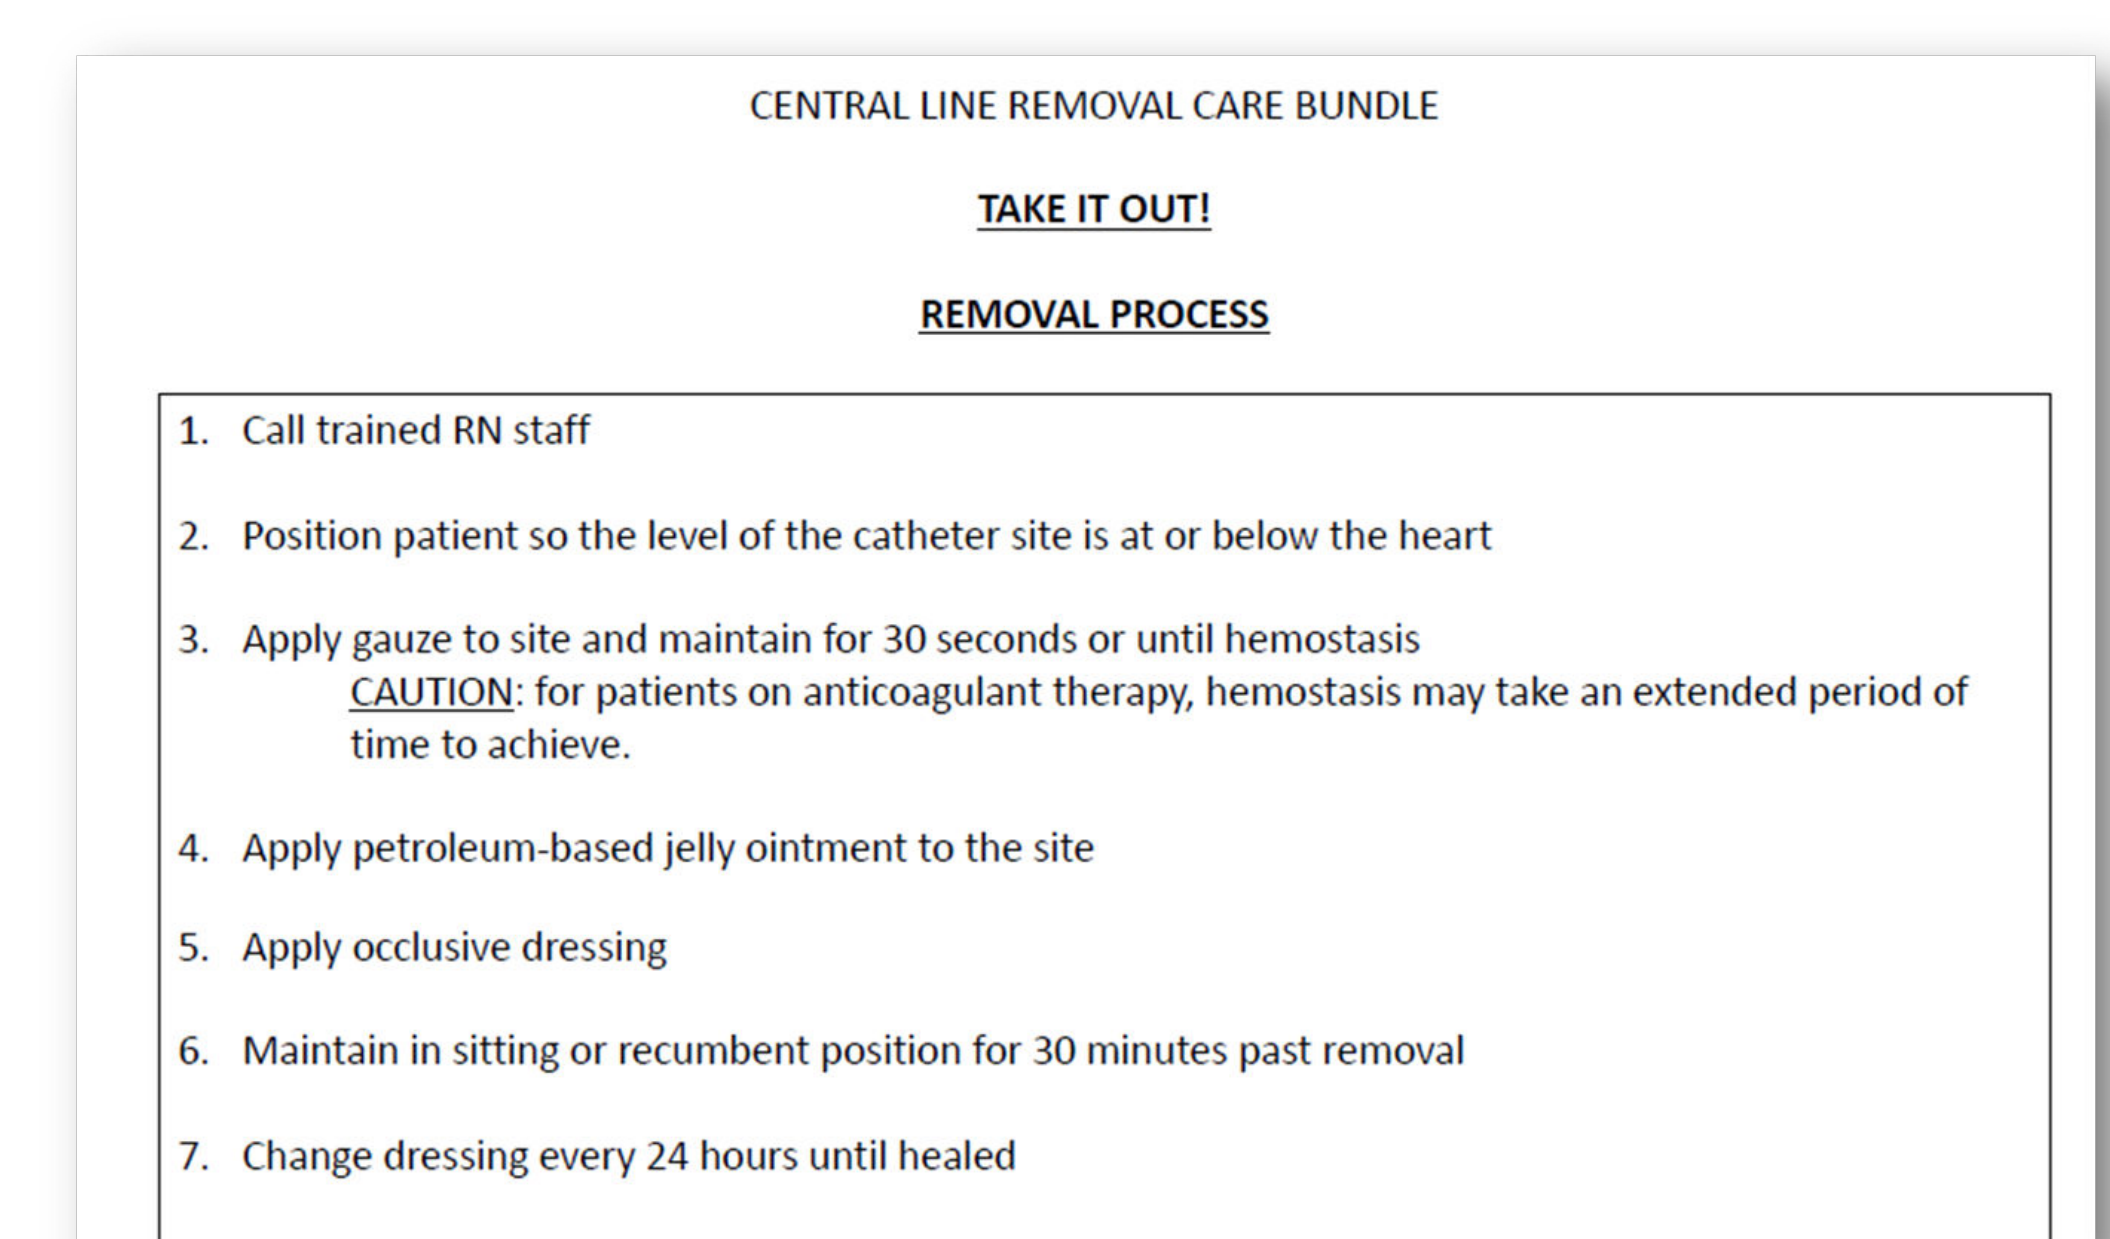 CENTRAL LINE REMOVAL CARE BUNDLE
TAKE IT OUT!
REMOVAL PROCESS
1. Call trained RN staff
2. Position patient so the level of the catheter site is at or below the heart
3. Apply gauze to site and maintain for 30 seconds or until hemostasis
CAUTION: for patients on anticoagulant therapy, hemostasis may take an extended period of
time to achieve.
4. Apply petroleum-based jelly ointment to the site
5. Apply occlusive dressing
6. Maintain in sitting or recumbent position for 30 minutes past removal
7. Change dressing every 24 hours until healed